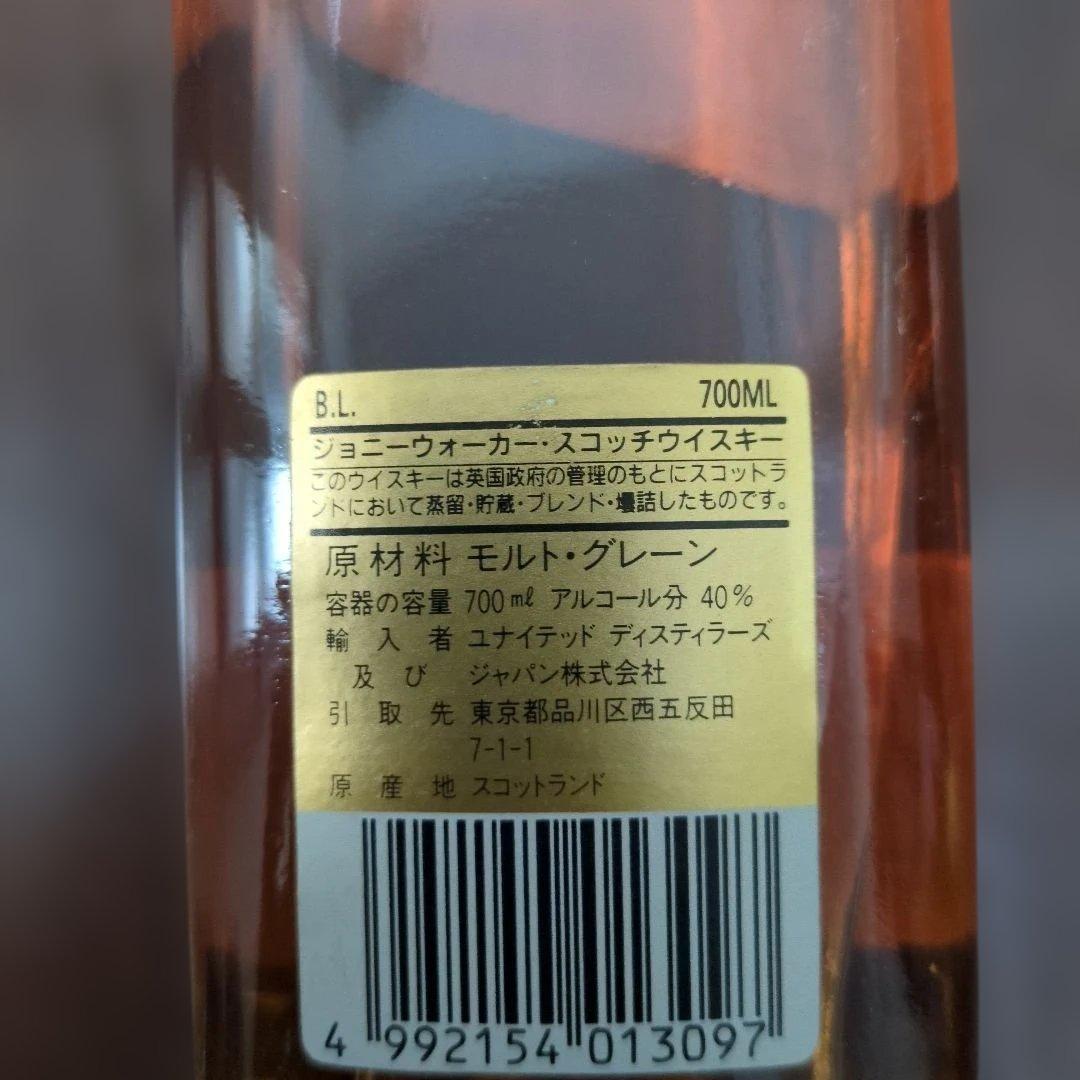 B.L. 700ML
ジョニーウォーカー・スコッチウイスキー
このウイスキーは英国政府の管理のもとにスコットラ
ンドにおいて蒸留・貯蔵・ブレンド・壜詰したものです。
原材料 モルト・グレーン
容器の容量 700ml アルコール分 40%
輸入者 ユナイテッド ディスティラーズ
及び ジャパン株式会社
引取先 東京都品川区西五反田
7-1-1
原産地 スコットランド
4 992154 013097